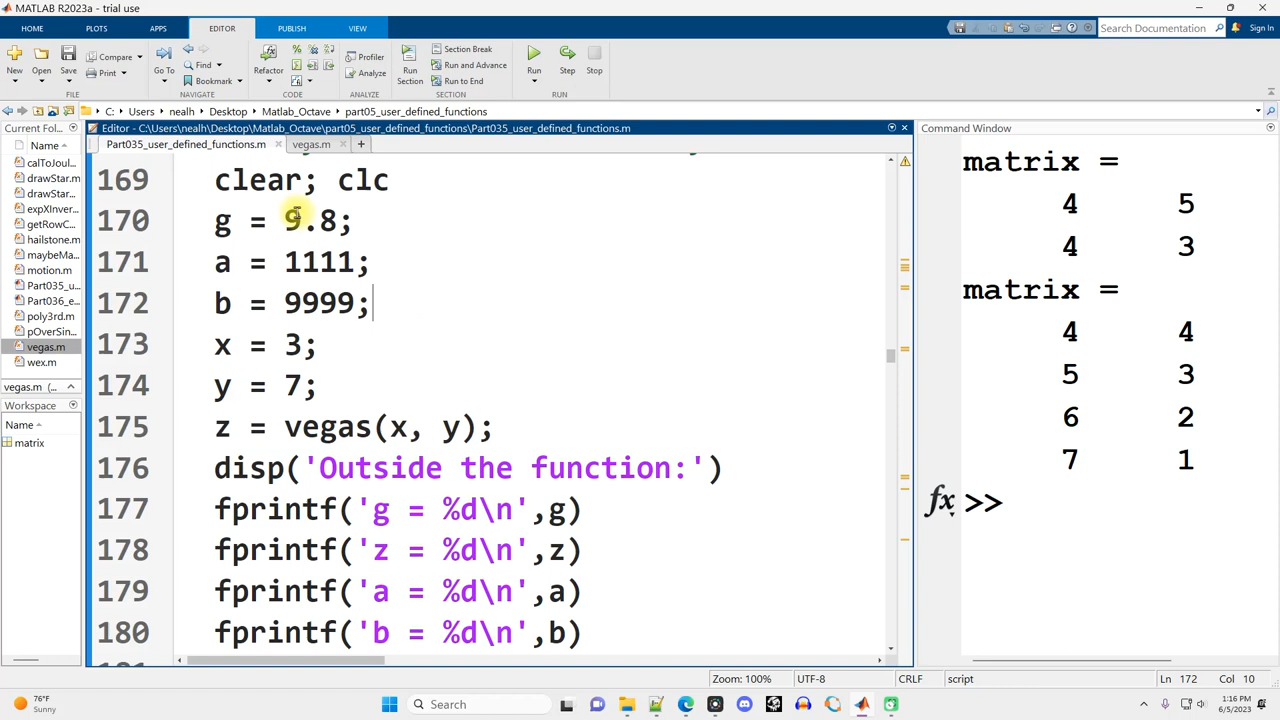 MATLAB R2023a - trial use
HOME PLOTS APPS EDITOR PUBLISH VIEW Search Documentation Sign In
New Open Save Compare Print Go To Find Bookmark Refactor Profiler Analyze Run Section Section Break Run and Advance Run to End Run Step Stop
FILE NAVIGATE CODE ANALYZE SECTION RUN
C: Users nealh Desktop Matlab_Octave part05_user_defined_functions
Current Fol...
Name
calToJoul...
drawStar.m
drawStar...
expXInver...
getRowC...
hailstone.m
maybeMa...
motion.m
Part035_u...
Part036_e...
poly3rd.m
pOverSin...
vegas.m
wex.m
vegas.m (...
Workspace
Name
matrix
Editor - C:\Users\nealh\Desktop\Matlab_Octave\part05_user_defined_functions\Part035_user_defined_functions.m
Part035_user_defined_functions.m vegas.m +
169 clear; clc
170 g = 9.8;
171 a = 1111;
172 b = 9999;
173 x = 3;
174 y = 7;
175 z = vegas(x, y);
176 disp('Outside the function:')
177 fprintf('g = %d\n',g)
178 fprintf('z = %d\n',z)
179 fprintf('a = %d\n',a)
180 fprintf('b = %d\n',b)
Command Window
matrix =
4 5
4 3
matrix =
4 4
5 3
6 2
7 1
fx >>
Zoom: 100% UTF-8 CRLF script Ln 172 Col 10
76°F
Sunny
Search
1:16 PM
6/5/2023